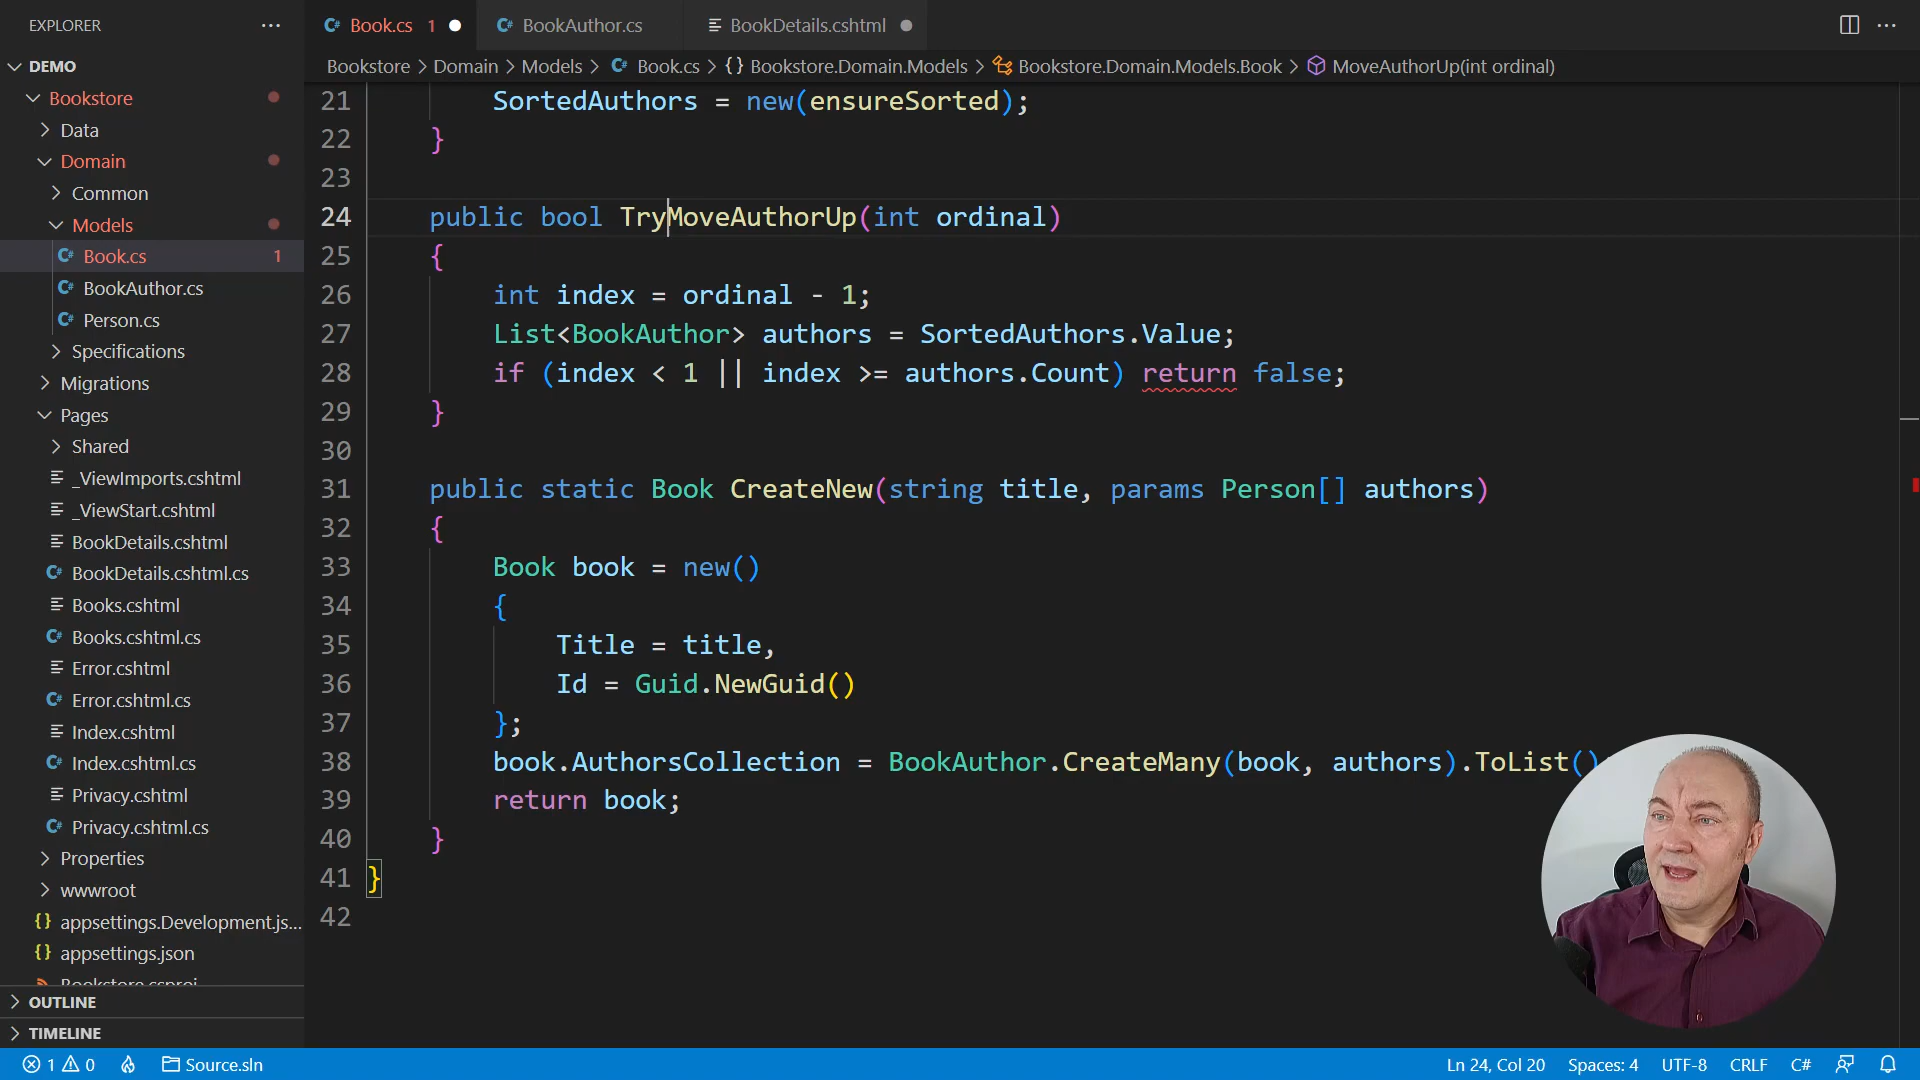 EXPLORER
DEMO
Bookstore
Data
Domain
Common
Models
Book.cs 1
BookAuthor.cs
Person.cs
Specifications
Migrations
Pages
Shared
_ViewImports.cshtml
_ViewStart.cshtml
BookDetails.cshtml
BookDetails.cshtml.cs
Books.cshtml
Books.cshtml.cs
Error.cshtml
Error.cshtml.cs
Index.cshtml
Index.cshtml.cs
Privacy.cshtml
Privacy.cshtml.cs
Properties
wwwroot
appsettings.Development.js...
appsettings.json
Bookstore.csproj
OUTLINE
TIMELINE
Book.cs 1 BookAuthor.cs BookDetails.cshtml
Bookstore > Domain > Models > Book.cs > {} Bookstore.Domain.Models > Bookstore.Domain.Models.Book > MoveAuthorUp(int ordinal)
21 SortedAuthors = new(ensureSorted);
22 }
23
24 public bool TryMoveAuthorUp(int ordinal)
25 {
26 int index = ordinal - 1;
27 List<BookAuthor> authors = SortedAuthors.Value;
28 if (index < 1 || index >= authors.Count) return false;
29 }
30
31 public static Book CreateNew(string title, params Person[] authors)
32 {
33 Book book = new()
34 {
35 Title = title,
36 Id = Guid.NewGuid()
37 };
38 book.AuthorsCollection = BookAuthor.CreateMany(book, authors).ToList()
39 return book;
40 }
41 }
42
1 0 Source.sln Ln 24, Col 20 Spaces: 4 UTF-8 CRLF C#